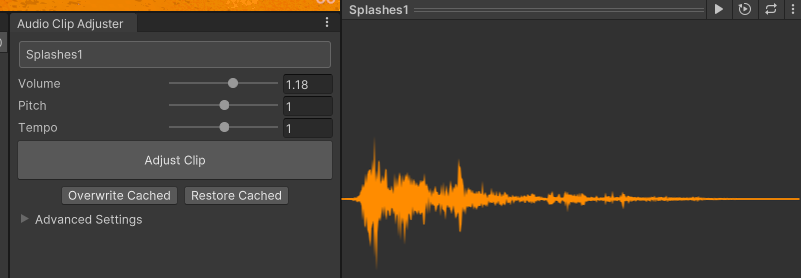 Audio Clip Adjuster
Splashes1
Splashes1
Volume 1.18
Pitch 1
Tempo 1
Adjust Clip
Overwrite Cached Restore Cached
Advanced Settings